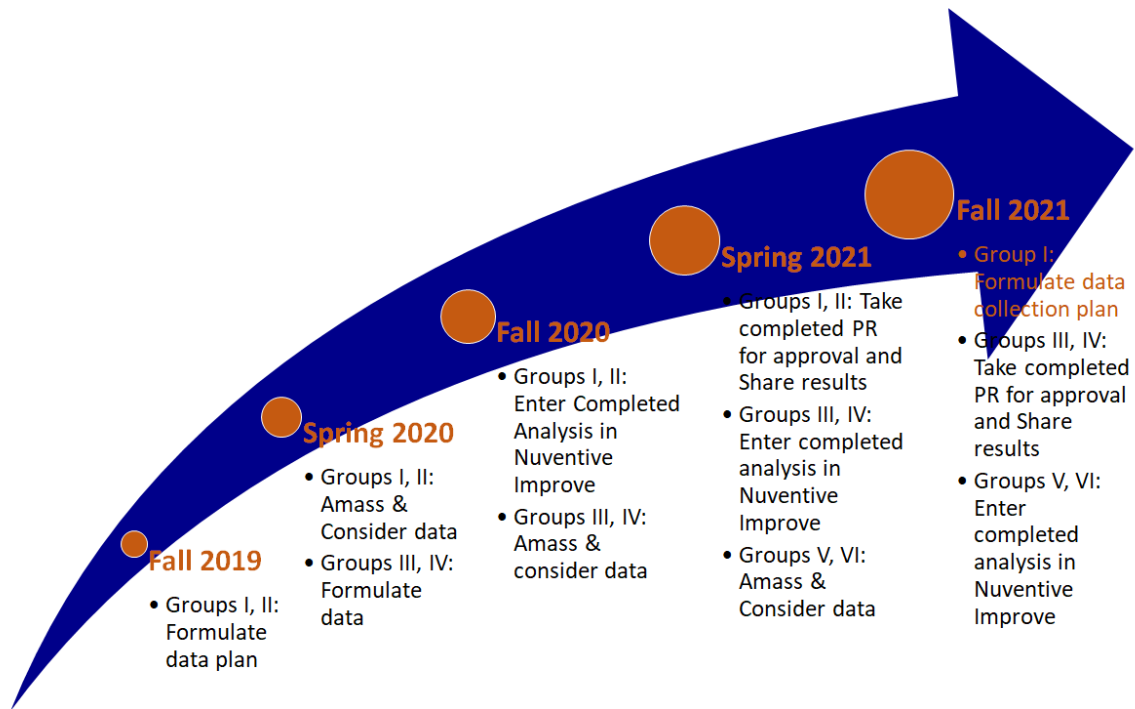 Fall 2019
• Groups I, II:
Formulate
data plan
Spring 2020
• Groups I, II:
Amass &
Consider data
• Groups III, IV:
Formulate
data
Fall 2020
• Groups I, II:
Enter Completed
Analysis in
Nuventive
Improve
• Groups III, IV:
Amass &
consider data
Spring 2021
• Groups I, II: Take
completed PR
for approval and
Share results
• Groups III, IV:
Enter completed
analysis in
Nuventive
Improve
• Groups V, VI:
Amass &
Consider data
Fall 2021
• Group I:
Formulate data
collection plan
• Groups III, IV:
Take completed
PR for approval
and Share
results
• Groups V, VI:
Enter
completed
analysis in
Nuventive
Improve